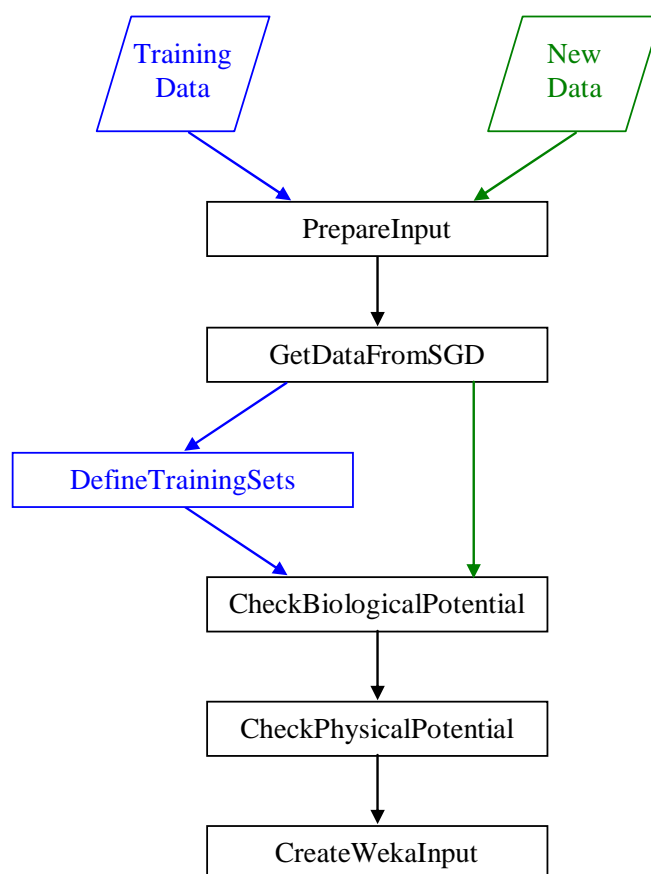 Training
Data
New
Data
PrepareInput
GetDataFromSGD
DefineTrainingSets
CheckBiologicalPotential
CheckPhysicalPotential
CreateWekaInput